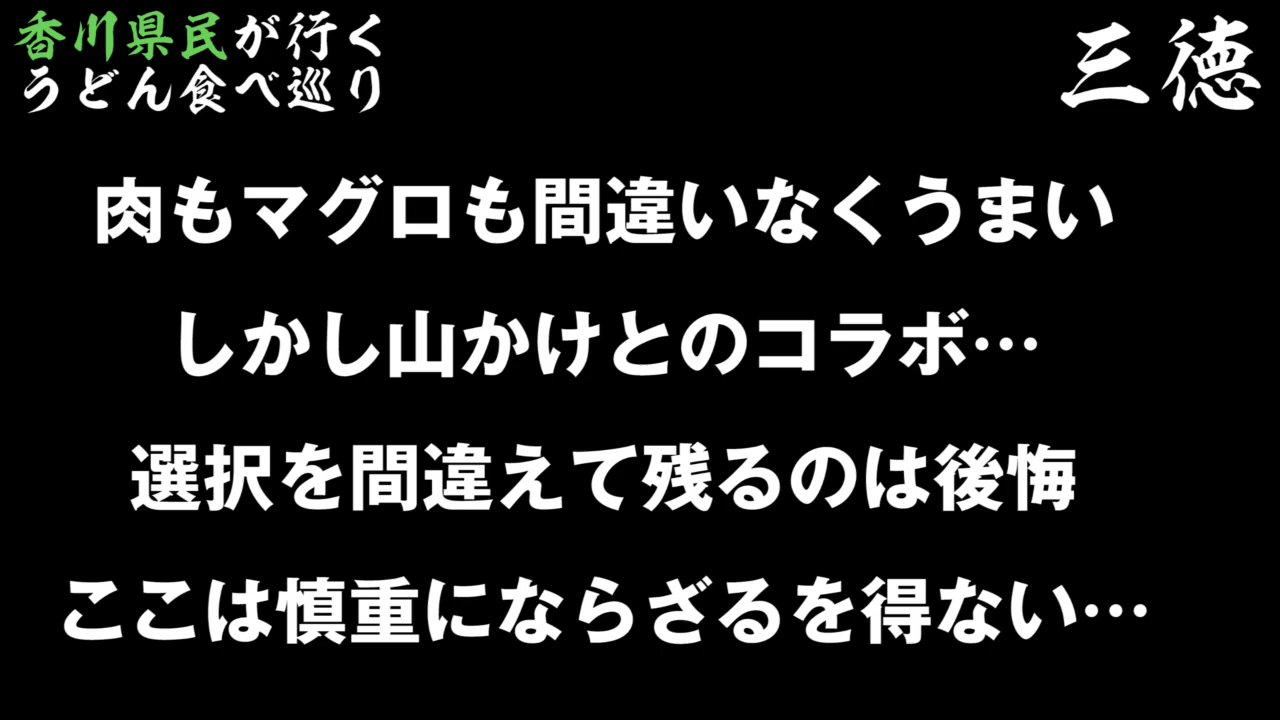 香川県民が行く
うどん食べ巡り
三徳
肉もマグロも間違いなくうまい
しかし山かけとのコラボ…
選択を間違えて残るのは後悔
ここは慎重にならざるを得ない…